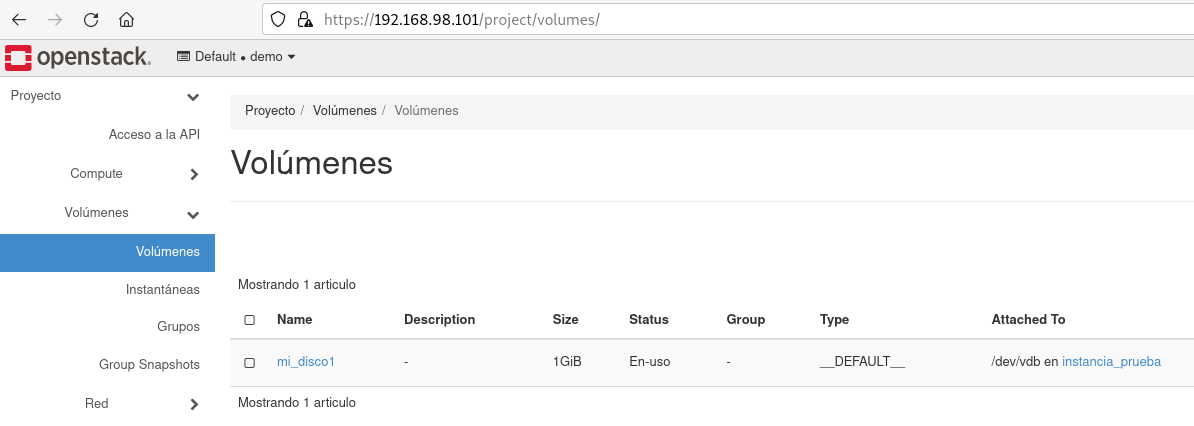 https://192.168.98.101/project/volumes/
openstack. Default • demo
Proyecto
Acceso a la API
Compute
Volúmenes
Volúmenes
Instantáneas
Grupos
Group Snapshots
Red
Proyecto / Volúmenes / Volúmenes
Volúmenes
Mostrando 1 articulo
Name Description Size Status Group Type Attached To
mi_disco1 - 1GiB En-uso - __DEFAULT__ /dev/vdb en instancia_prueba
Mostrando 1 articulo